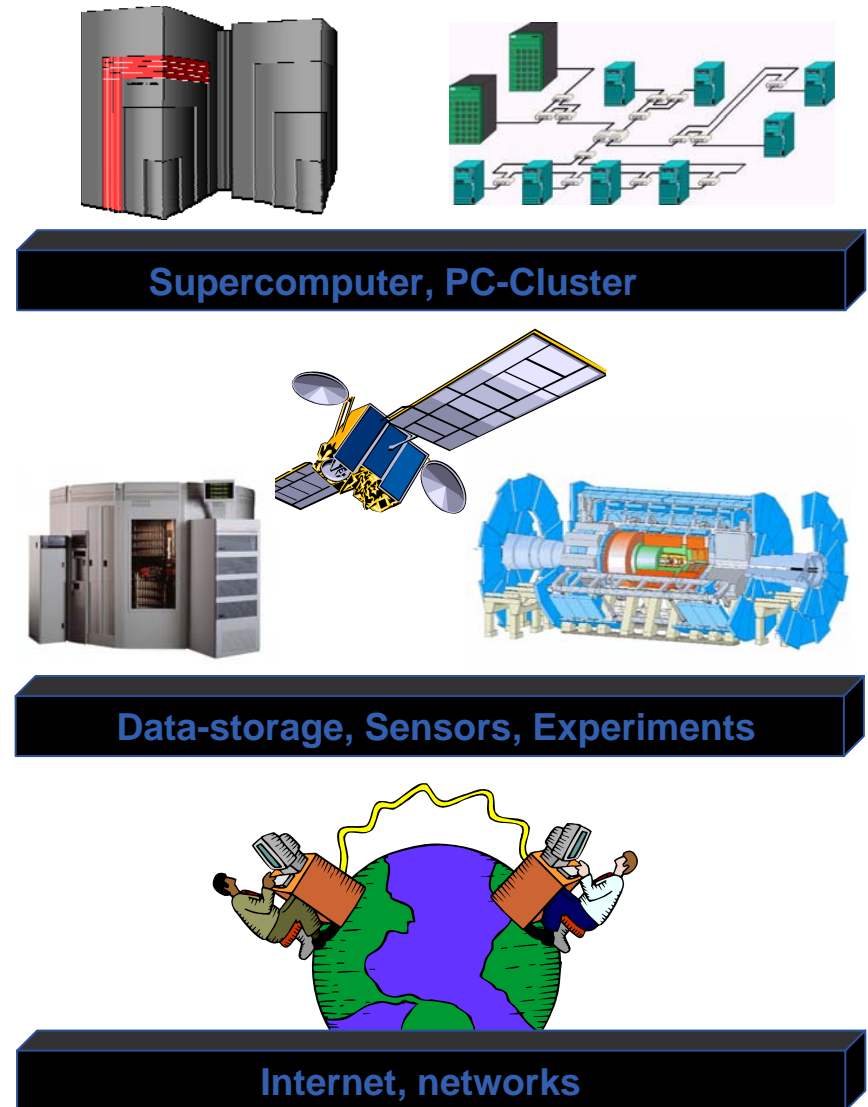 Supercomputer, PC-Cluster
Data-storage, Sensors, Experiments
Internet, networks